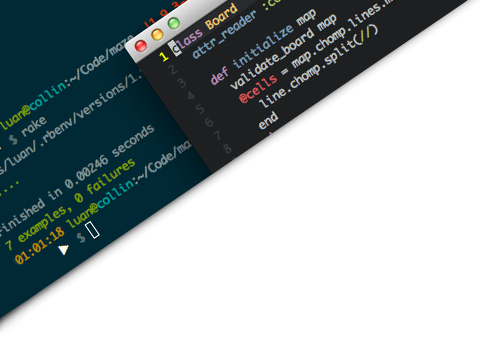 luan@collin:~/Code/maze
$ rake
/luan/.rbenv/versions/1.
....
Finished in 0.00246 seconds
7 examples, 0 failures
01:01:18 luan@collin:~/Code/ma
$
1 class Board
2 attr_reader :ce
3
4 def initialize map
5 validate_board map
6 @cells = map.chomp.lines.m
7 line.chomp.split(//)
8 end